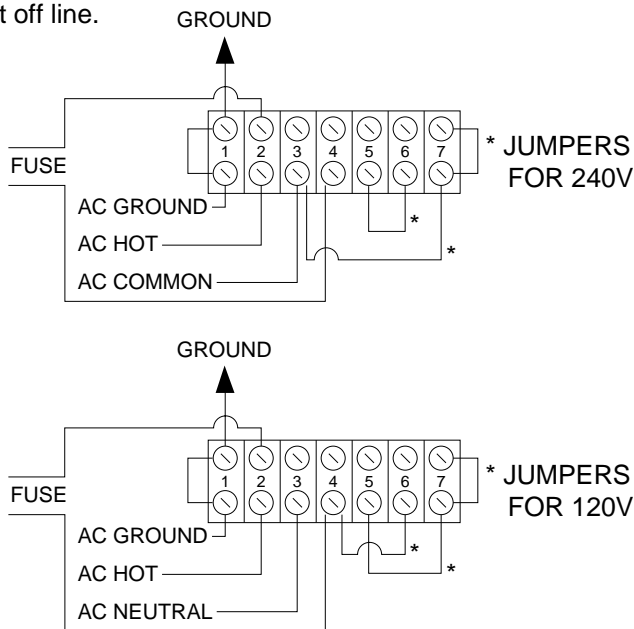 t off line.
GROUND
1 2 3 4 5 6 7
* JUMPERS
FOR 240V
FUSE
AC GROUND
AC HOT
*
AC COMMON
*
GROUND
1 2 3 4 5 6 7
* JUMPERS
FOR 120V
FUSE
AC GROUND
AC HOT
*
AC NEUTRAL
*